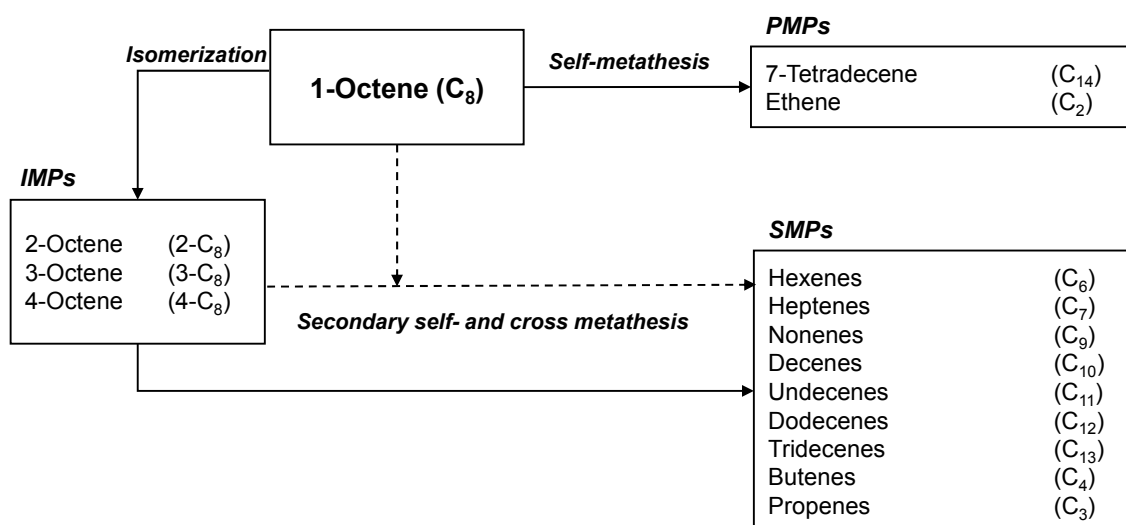 PMPs
Isomerization
Self-metathesis
1-Octene (C₈)
7-Tetradecene (C₁₄)
Ethene (C₂)
IMPs
2-Octene (2-C₈)
3-Octene (3-C₈)
4-Octene (4-C₈)
SMPs
Secondary self- and cross metathesis
Hexenes (C₆)
Heptenes (C₇)
Nonenes (C₉)
Decenes (C₁₀)
Undecenes (C₁₁)
Dodecenes (C₁₂)
Tridecenes (C₁₃)
Butenes (C₄)
Propenes (C₃)